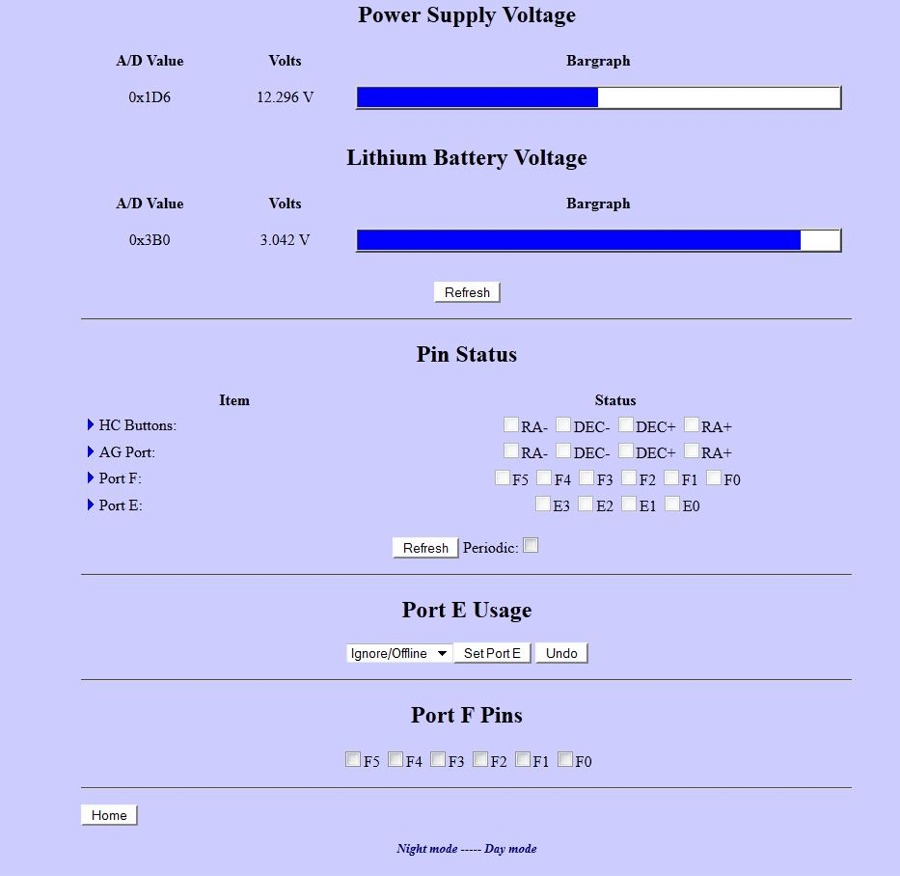 Power Supply Voltage
A/D Value Volts Bargraph
0x1D6 12.296 V
Lithium Battery Voltage
A/D Value Volts Bargraph
0x3B0 3.042 V
Refresh
Pin Status
Item Status
HC Buttons: RA- DEC- DEC+ RA+
AG Port: RA- DEC- DEC+ RA+
Port F: F5 F4 F3 F2 F1 F0
Port E: E3 E2 E1 E0
Refresh Periodic:
Port E Usage
Ignore/Offline Set Port E Undo
Port F Pins
F5 F4 F3 F2 F1 F0
Home
Night mode ----- Day mode